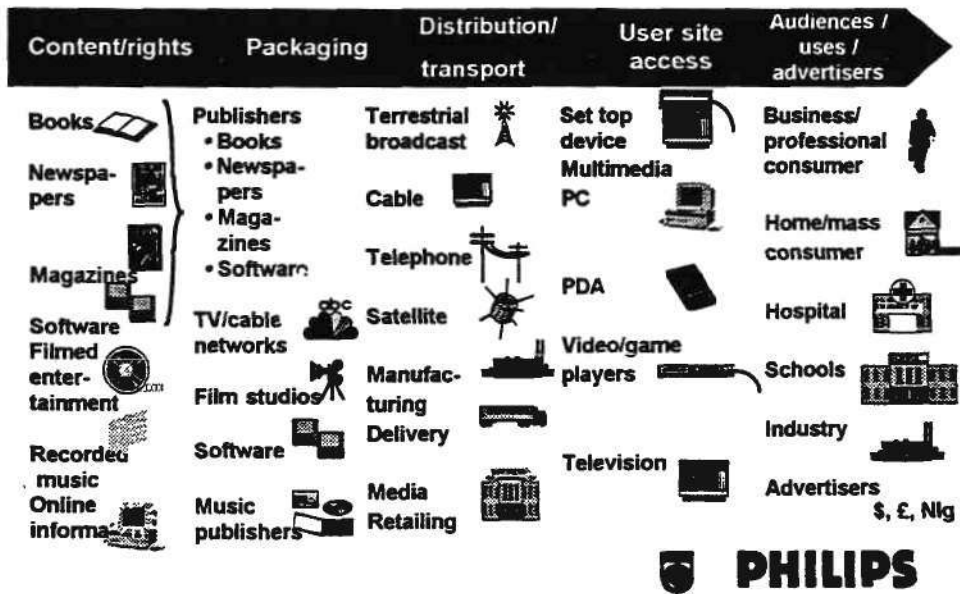 Content/rights
Packaging
Distribution/
transport
User site
access
Audiences /
uses /
advertisers
Books
Newspa-
pers
Magazines
Software
Filmed
enter-
tainment
Recorded
music
Online
informa
Publishers
• Books
• Newspa-
pers
• Maga-
zines
• Software
TV/cable
networks
abc
Film studios
Software
Music
publishers
Terrestrial
broadcast
Cable
Telephone
Satellite
Manufac-
turing
Delivery
Media
Retailing
Set top
device
Multimedia
PC
PDA
Video/game
players
Television
Business/
professional
consumer
Home/mass
consumer
Hospital
Schools
Industry
Advertisers
$, £, Nlg
PHILIPS